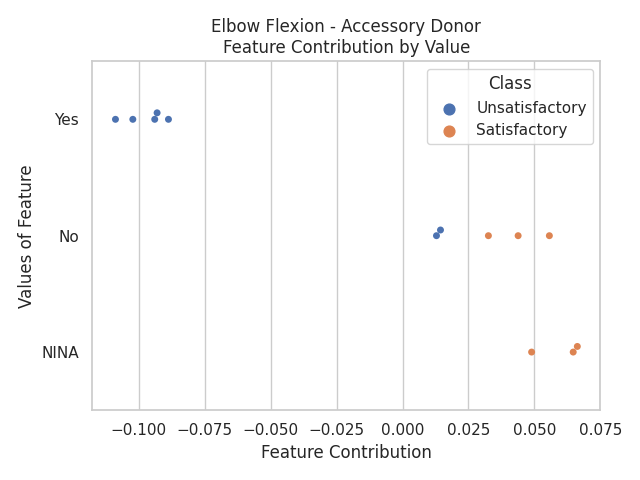 Elbow Flexion - Accessory Donor
Feature Contribution by Value
Class
Unsatisfactory
Satisfactory
Values of Feature
Yes
No
NINA
−0.100 −0.075 −0.050 −0.025 0.000 0.025 0.050 0.075
Feature Contribution